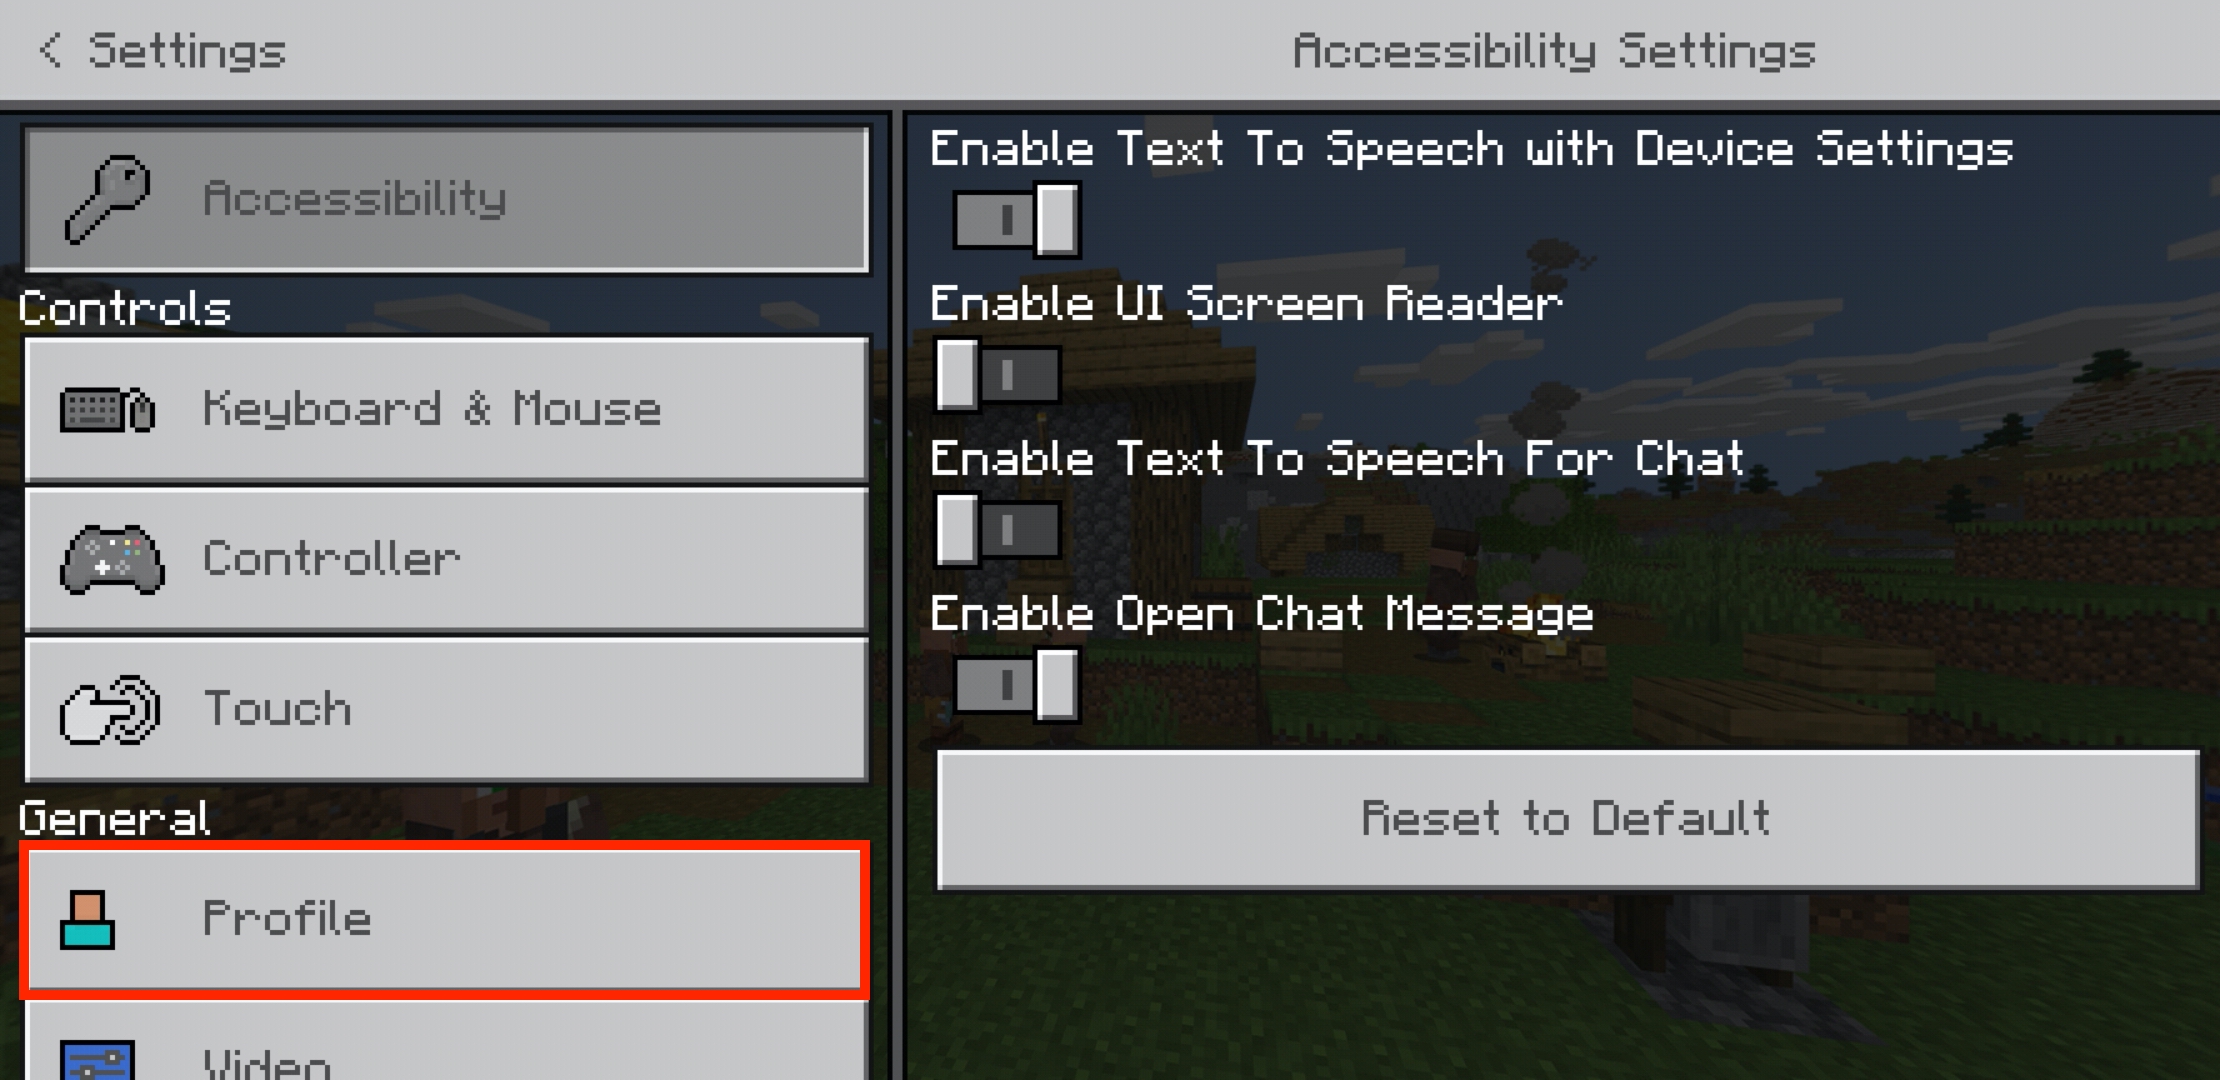 < Settings
Accessibility Settings
Accessibility
Controls
Keyboard & Mouse
Controller
Touch
General
Profile
Video
Enable Text To Speech with Device Settings
Enable UI Screen Reader
Enable Text To Speech For Chat
Enable Open Chat Message
Reset to Default